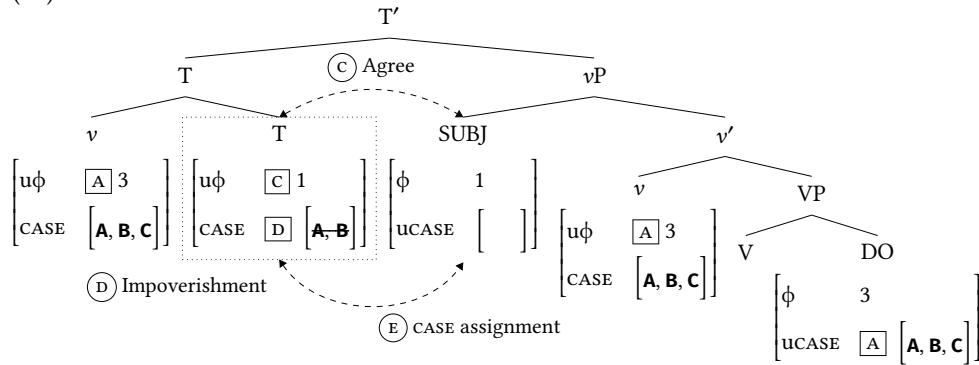 T′
Ⓒ Agree
T vP
v T SUBJ v′
uϕ A 3 uϕ C 1 ϕ 1 v VP
CASE [A, B, C] CASE D [A, B] uCASE [ ] uϕ A 3 V DO
Ⓓ Impoverishment CASE [A, B, C] ϕ 3
Ⓔ CASE assignment uCASE A [A, B, C]